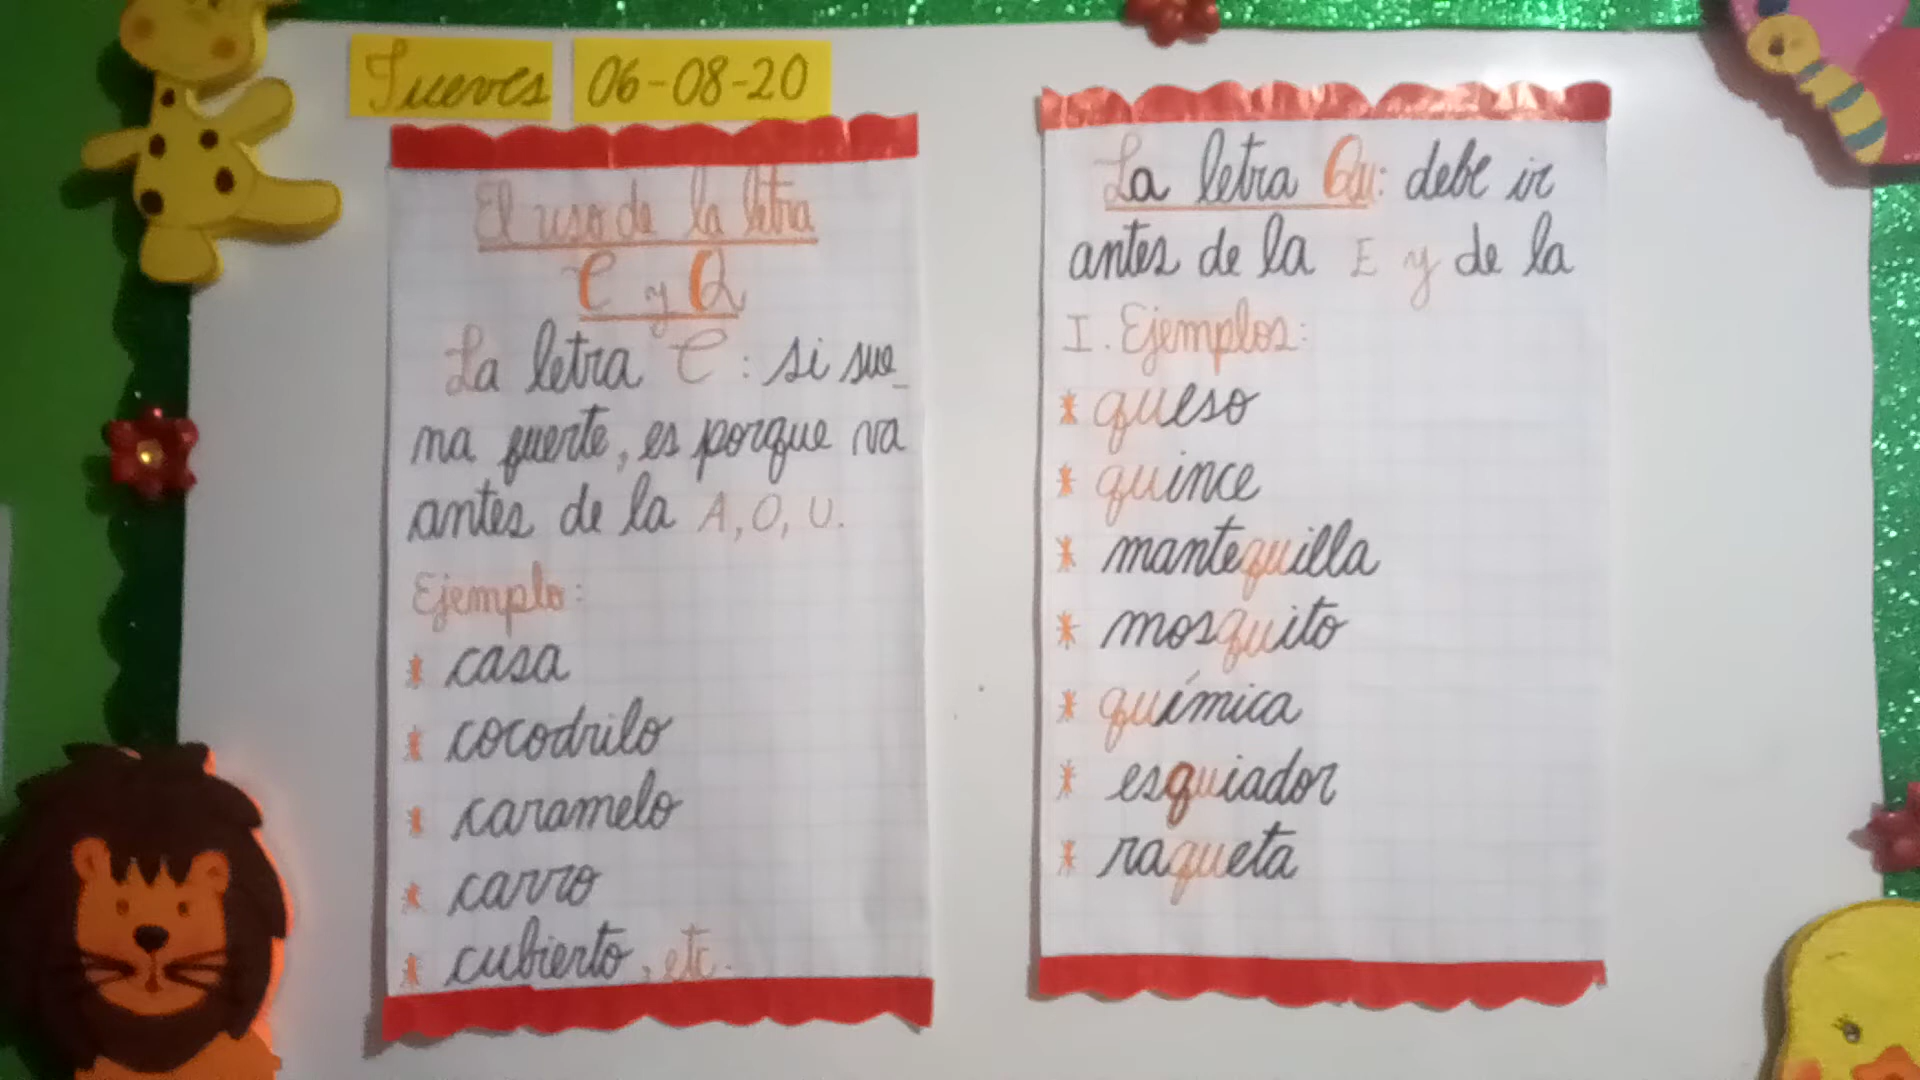 Jueves 06-08-20
El uso de la letra
C y Q
La letra C: si sue_
na fuerte, es porque va
antes de la A, O, U.
Ejemplo:
* casa
* cocodrilo
* caramelo
* carro
* cubierto, etc.
La letra Qu: debe ir
antes de la E y de la
I. Ejemplos:
* queso
* quince
* mantequilla
* mosquito
* química
* esquiador
* raqueta